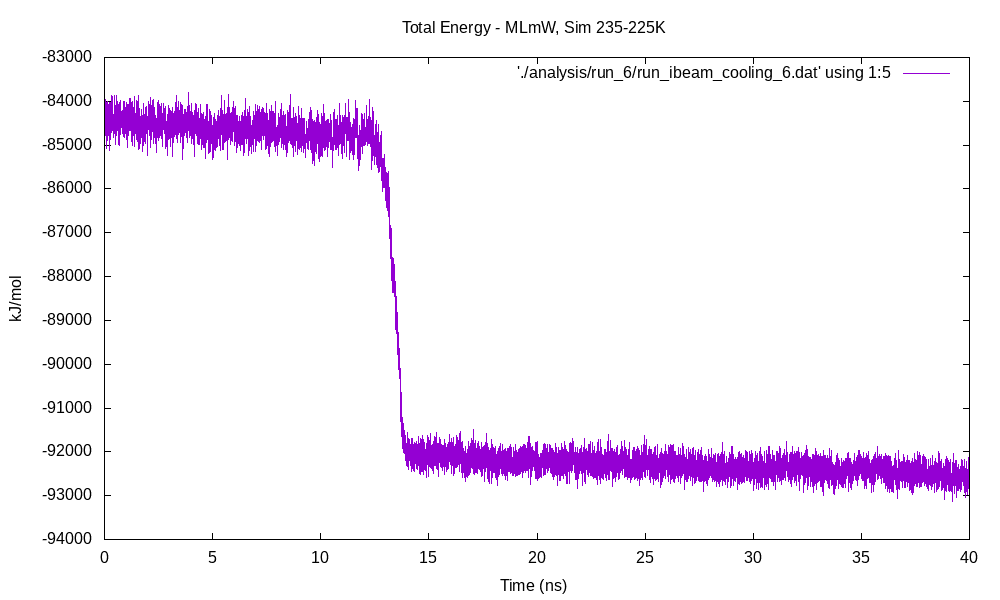 Total Energy - MLmW, Sim 235-225K
'./analysis/run_6/run_ibeam_cooling_6.dat' using 1:5
-83000
-84000
-85000
-86000
-87000
-88000
-89000
-90000
-91000
-92000
-93000
-94000
kJ/mol
0 5 10 15 20 25 30 35 40
Time (ns)